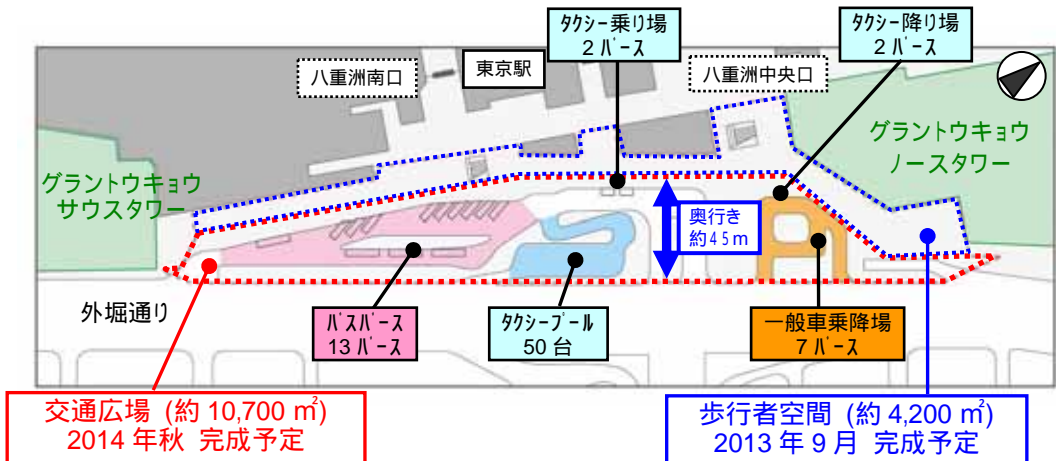 タクシー乗り場
2 バース
タクシー降り場
2 バース
八重洲南口
東京駅
八重洲中央口
グラントウキョウ
サウスタワー
グラントウキョウ
ノースタワー
奥行き
約45m
外堀通り
バスバース
13 バース
タクシープール
50 台
一般車乗降場
7 バース
交通広場 (約 10,700 ㎡)
2014 年秋 完成予定
歩行者空間 (約 4,200 ㎡)
2013 年 9 月 完成予定